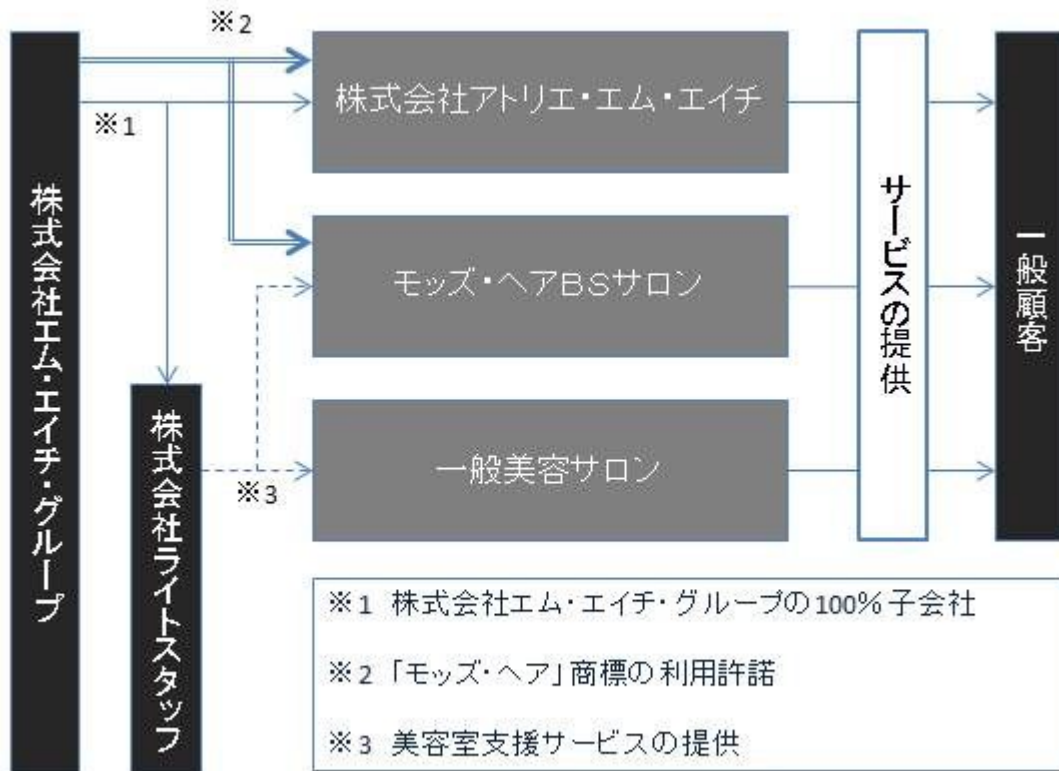 ※2
※1
株式会社エム・エイチ・グループ
株式会社アトリエ・エム・エイチ
モッズ・ヘアBSサロン
株式会社ライトスタッフ
※3
一般美容サロン
サービスの提供
一般顧客
※1 株式会社エム・エイチ・グループの100%子会社
※2 「モッズ・ヘア」商標の利用許諾
※3 美容室支援サービスの提供